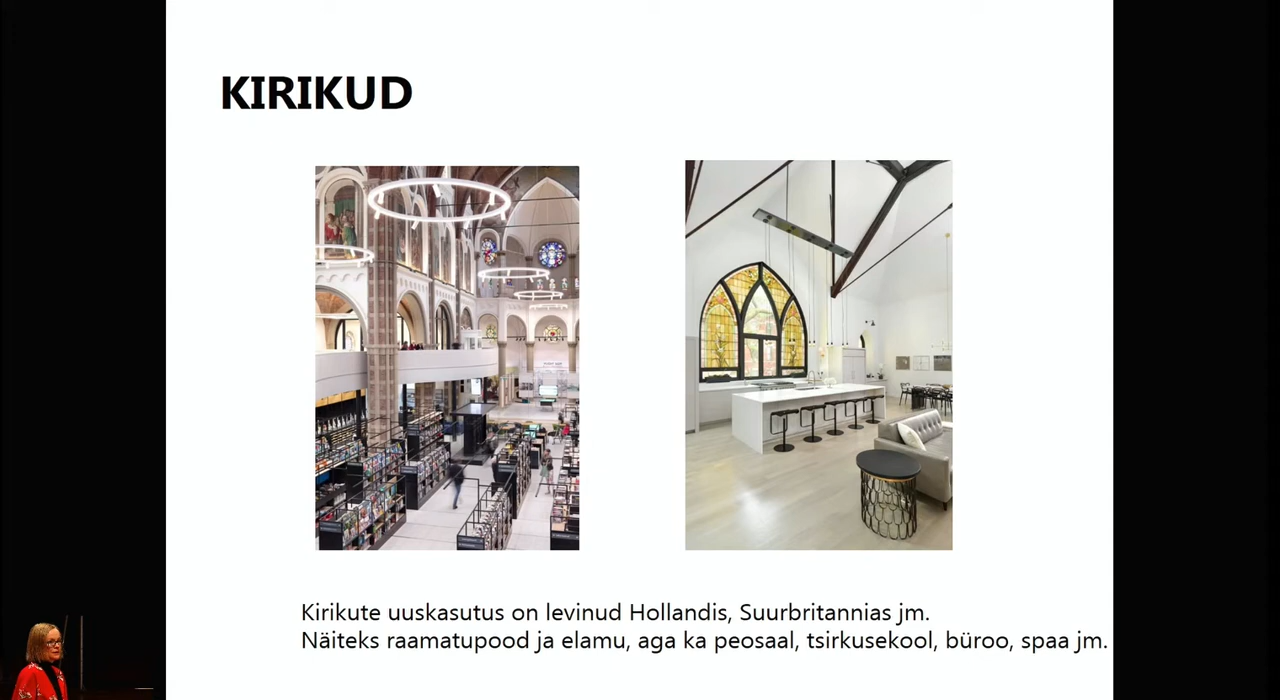 KIRIKUD
Kirikute uuskasutus on levinud Hollandis, Suurbritannias jm.
Näiteks raamatupood ja elamu, aga ka peosaal, tsirkusekool, büroo, spaa jm.